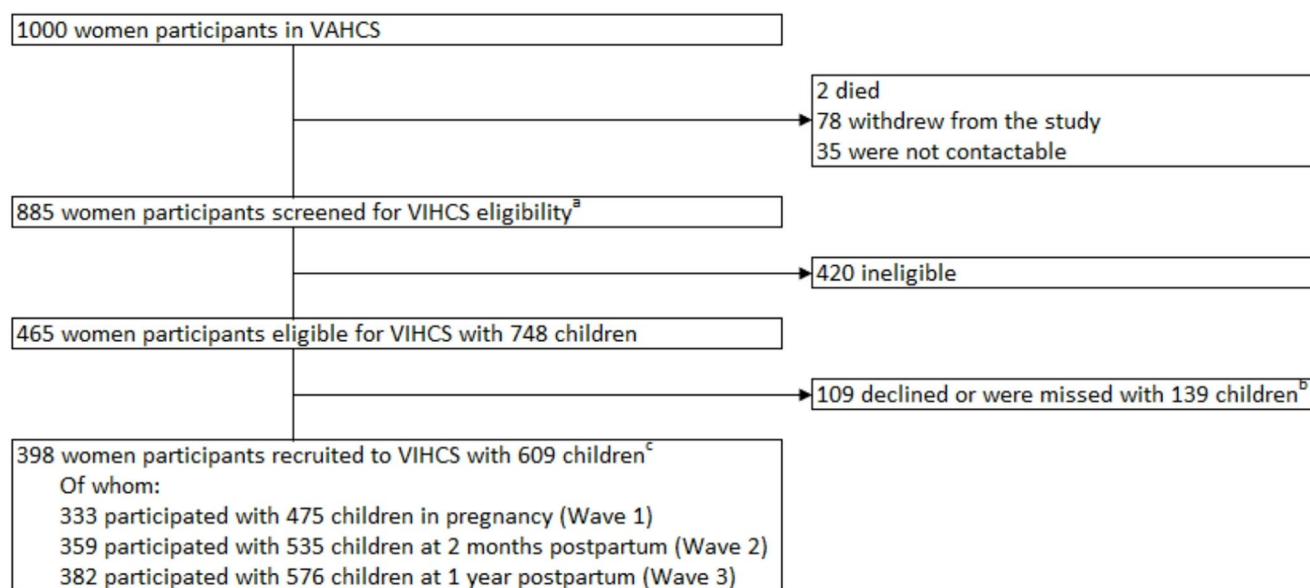 1000 women participants in VAHCS
2 died
78 withdrew from the study
35 were not contactable
885 women participants screened for VIHCS eligibilityᵃ
420 ineligible
465 women participants eligible for VIHCS with 748 children
109 declined or were missed with 139 childrenᵇ
398 women participants recruited to VIHCS with 609 childrenᶜ
Of whom:
333 participated with 475 children in pregnancy (Wave 1)
359 participated with 535 children at 2 months postpartum (Wave 2)
382 participated with 576 children at 1 year postpartum (Wave 3)